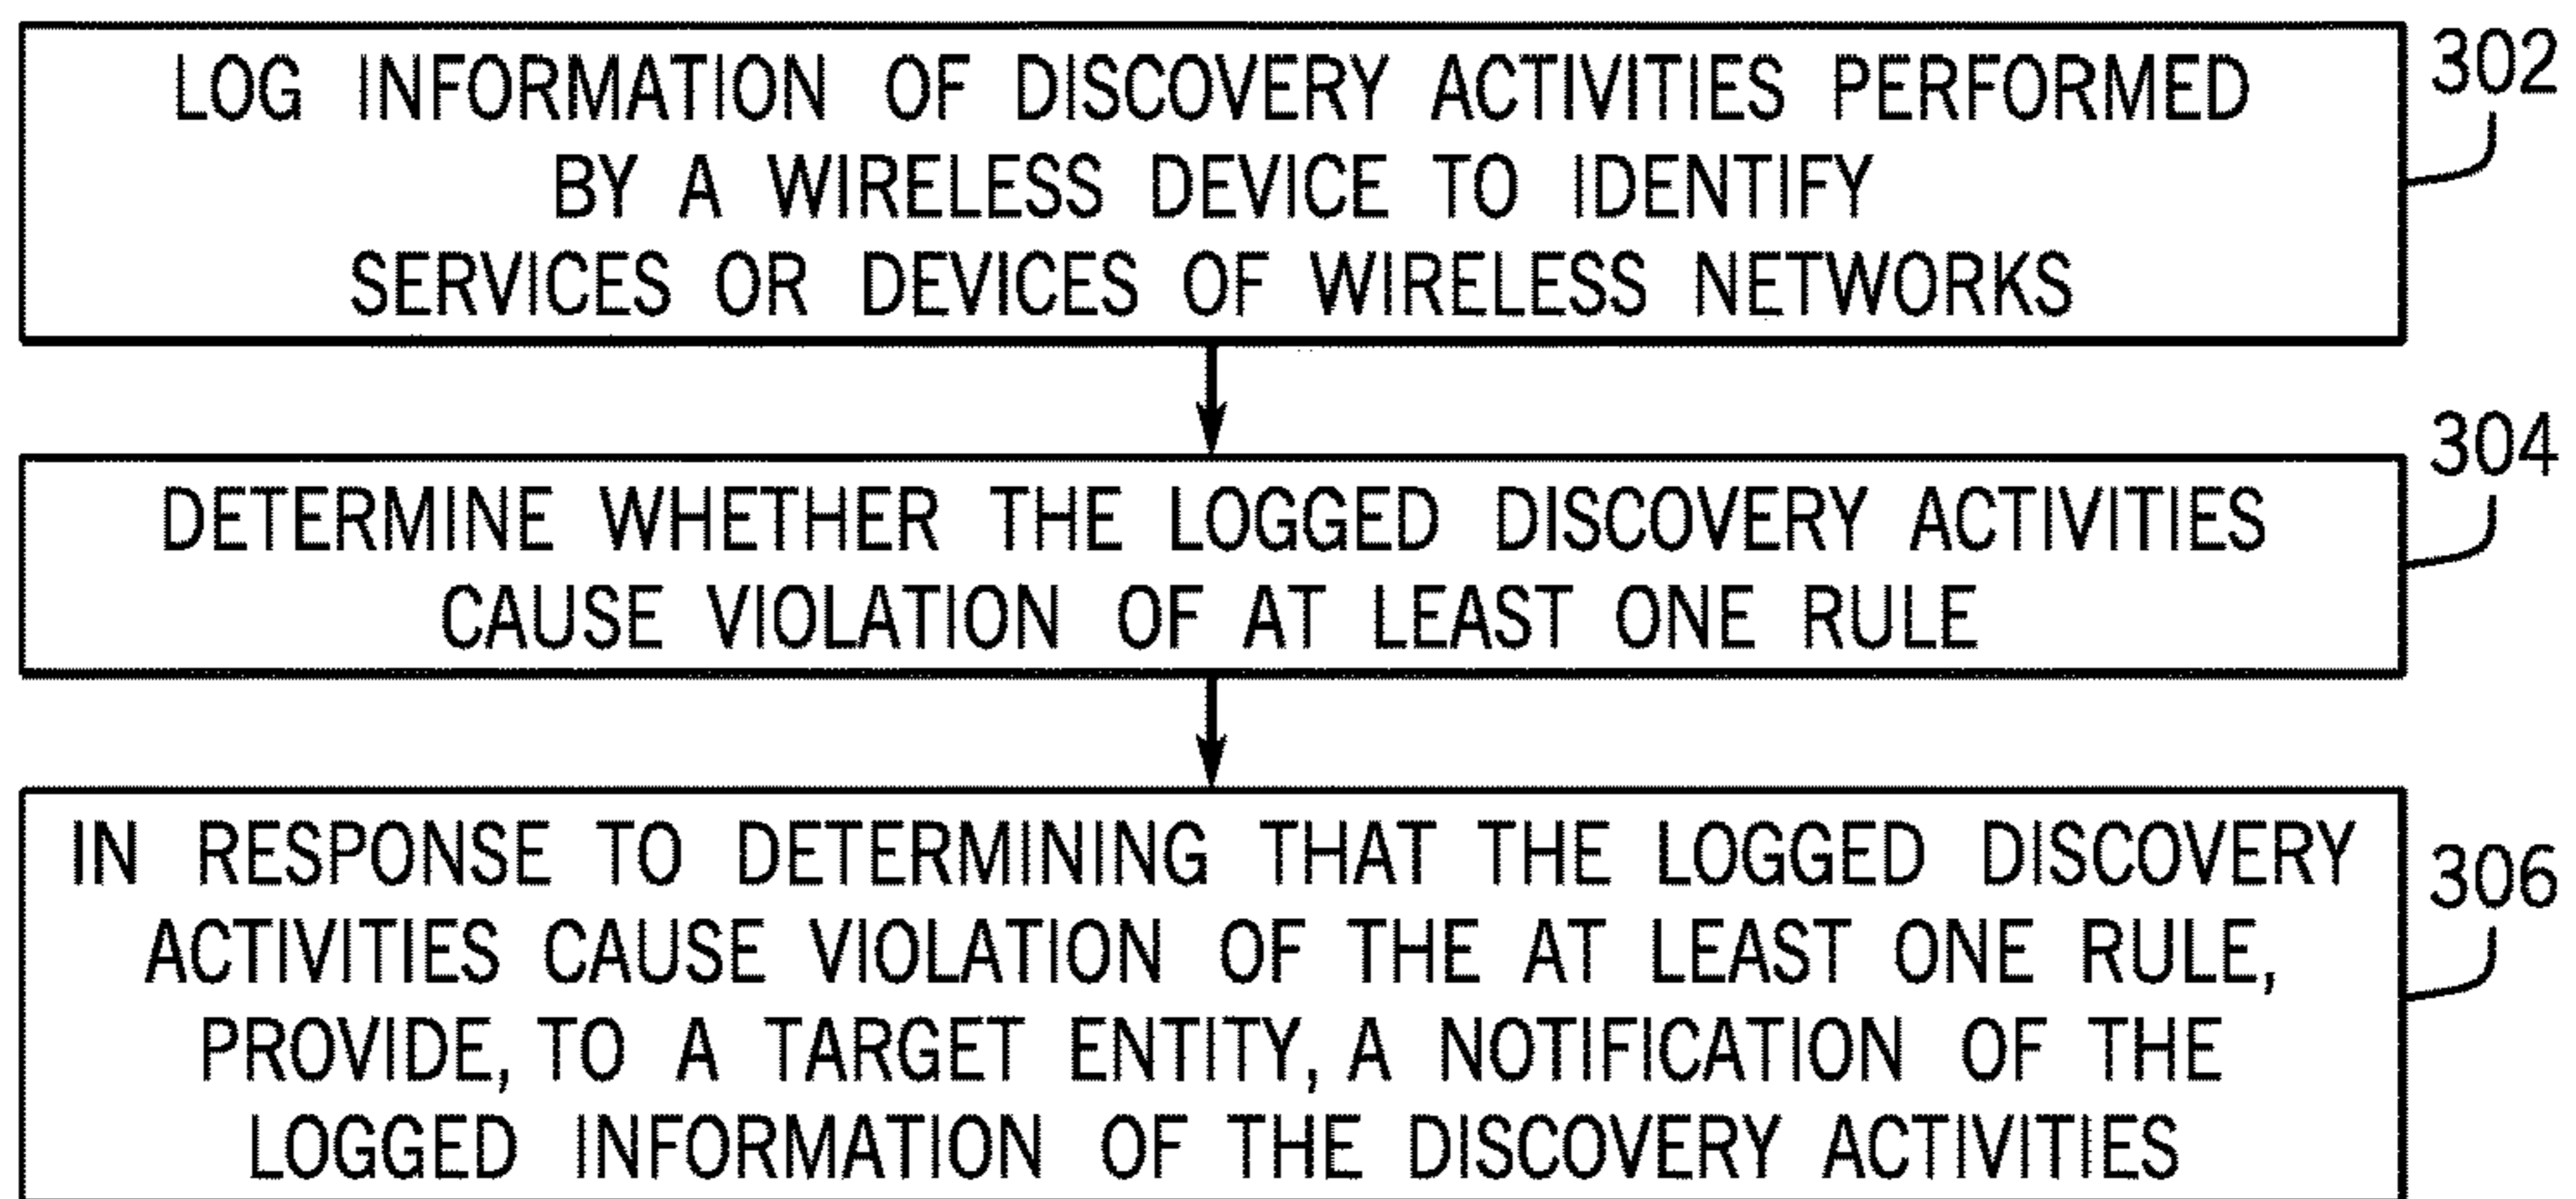 LOG INFORMATION OF DISCOVERY ACTIVITIES PERFORMED
BY A WIRELESS DEVICE TO IDENTIFY
SERVICES OR DEVICES OF WIRELESS NETWORKS
302
DETERMINE WHETHER THE LOGGED DISCOVERY ACTIVITIES
CAUSE VIOLATION OF AT LEAST ONE RULE
304
IN RESPONSE TO DETERMINING THAT THE LOGGED DISCOVERY
ACTIVITIES CAUSE VIOLATION OF THE AT LEAST ONE RULE,
PROVIDE, TO A TARGET ENTITY, A NOTIFICATION OF THE
LOGGED INFORMATION OF THE DISCOVERY ACTIVITIES
306